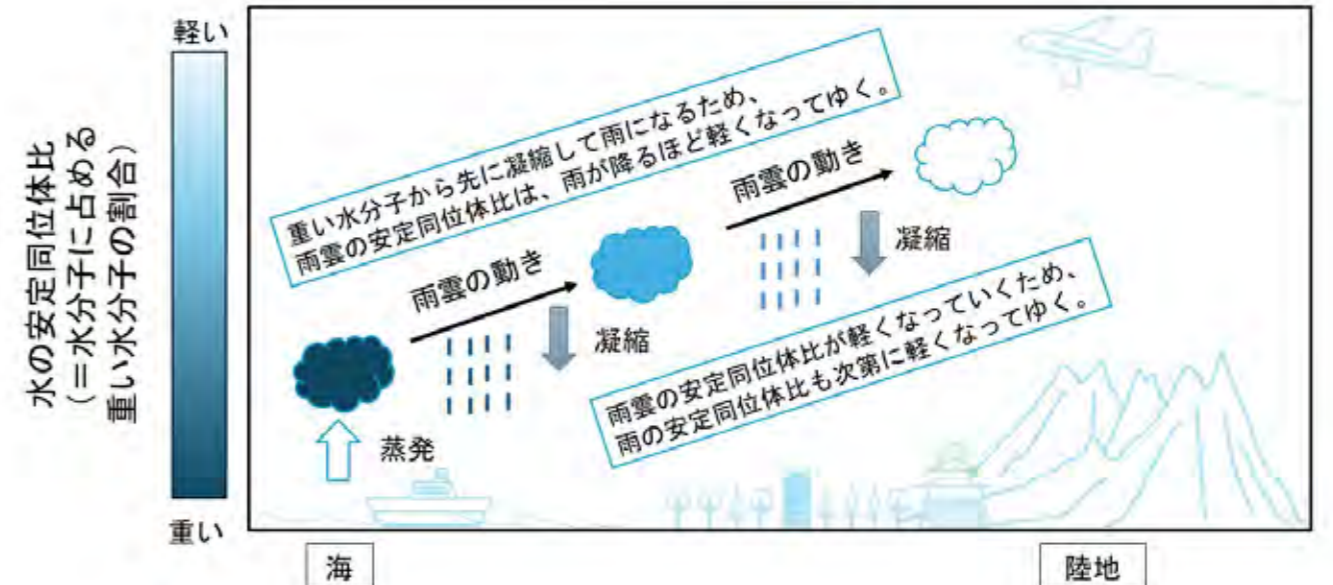 軽い
水の安定同位体比
（＝水分子に占める
重い水分子の割合）
重い
重い水分子から先に凝縮して雨になるため、
雨雲の安定同位体比は、雨が降るほど軽くなってゆく。
雨雲の動き
雨雲の動き
凝縮
凝縮
雨雲の安定同位体比が軽くなっていくため、
雨の安定同位体比も次第に軽くなってゆく。
蒸発
海
陸地